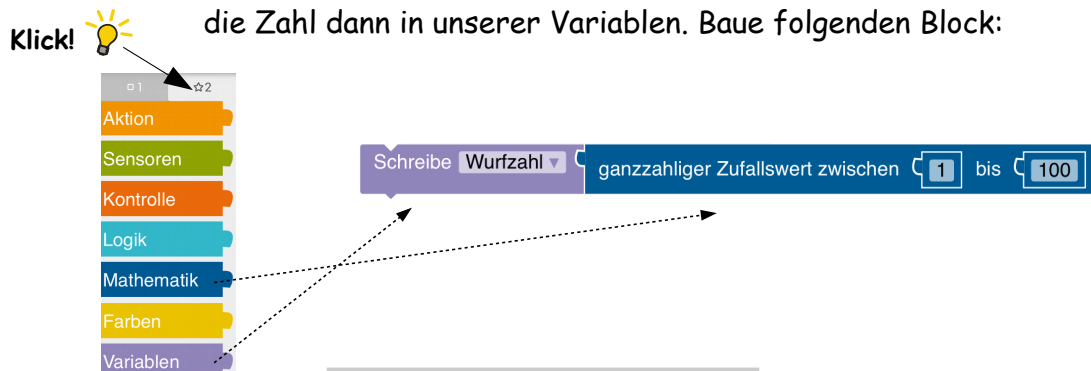 die Zahl dann in unserer Variablen. Baue folgenden Block:
Klick!
1 2
Aktion
Sensoren
Kontrolle
Logik
Mathematik
Farben
Variablen
Schreibe Wurfzahl ganzzahliger Zufallswert zwischen 1 bis 100